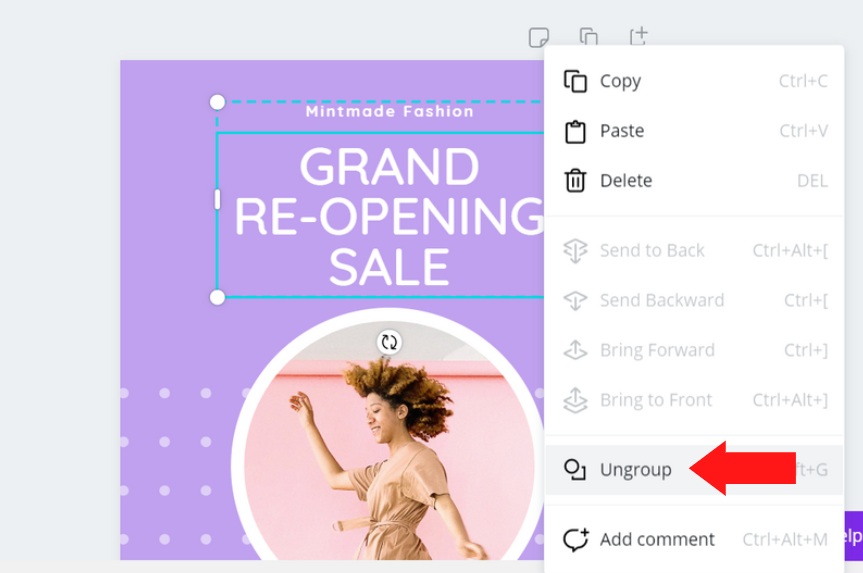 Mintmade Fashion
GRAND
RE-OPENING
SALE
Copy Ctrl+C
Paste Ctrl+V
Delete DEL
Send to Back Ctrl+Alt+[
Send Backward Ctrl+[
Bring Forward Ctrl+]
Bring to Front Ctrl+Alt+]
Ungroup
Add comment Ctrl+Alt+M